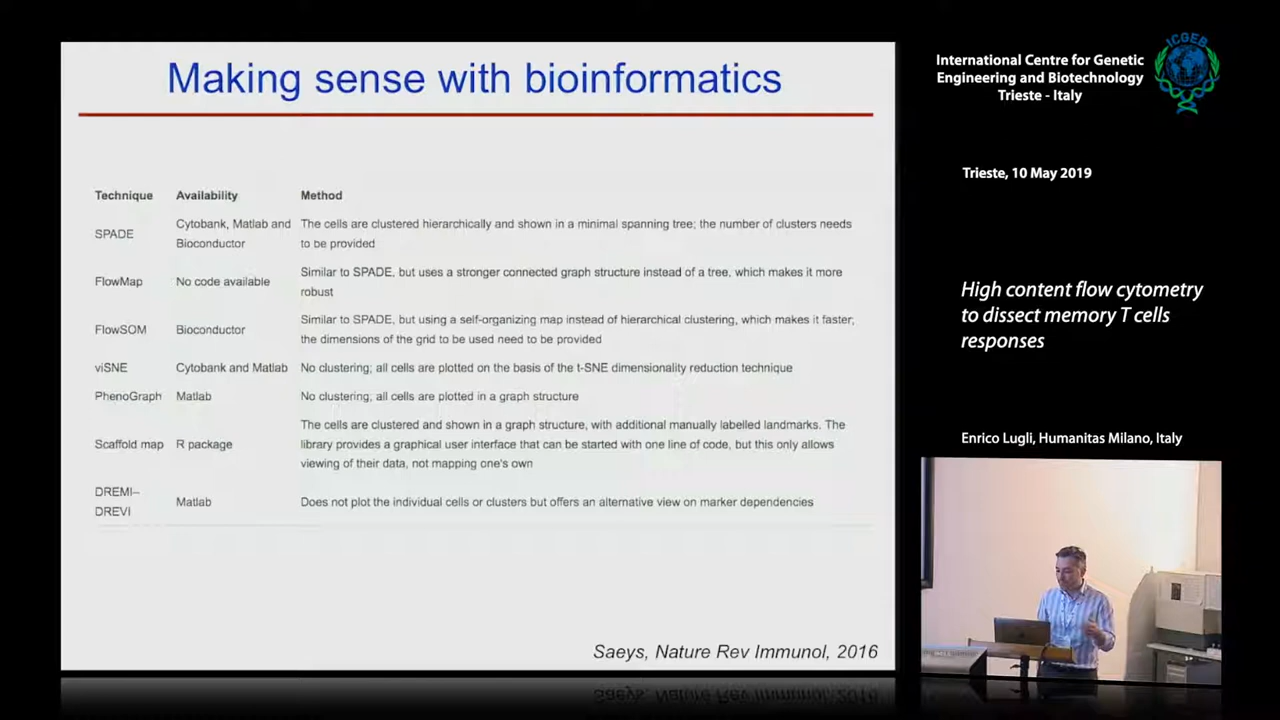 Making sense with bioinformatics
Technique Availability Method
SPADE Cytobank, Matlab and Bioconductor The cells are clustered hierarchically and shown in a minimal spanning tree; the number of clusters needs to be provided
FlowMap No code available Similar to SPADE, but uses a stronger connected graph structure instead of a tree, which makes it more robust
FlowSOM Bioconductor Similar to SPADE, but using a self-organizing map instead of hierarchical clustering, which makes it faster; the dimensions of the grid to be used need to be provided
viSNE Cytobank and Matlab No clustering; all cells are plotted on the basis of the t-SNE dimensionality reduction technique
PhenoGraph Matlab No clustering; all cells are plotted in a graph structure
Scaffold map R package The cells are clustered and shown in a graph structure, with additional manually labelled landmarks. The library provides a graphical user interface that can be started with one line of code, but this only allows viewing of their data, not mapping one's own
DREMI–DREVI Matlab Does not plot the individual cells or clusters but offers an alternative view on marker dependencies
Saeys, Nature Rev Immunol, 2016
International Centre for Genetic
Engineering and Biotechnology
Trieste - Italy
ICGEB
Trieste, 10 May 2019
High content flow cytometry
to dissect memory T cells
responses
Enrico Lugli, Humanitas Milano, Italy